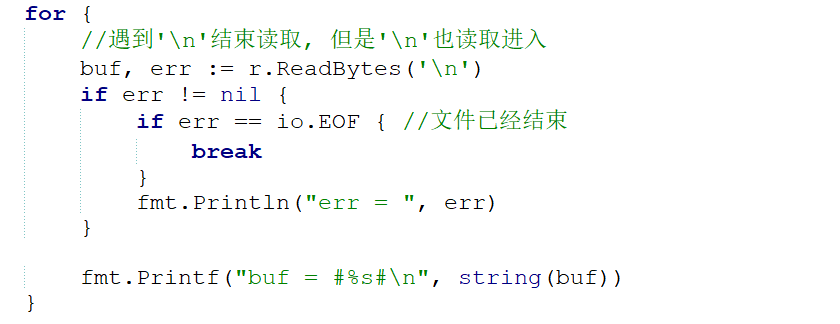 for {
    //遇到'\n'结束读取, 但是'\n'也读取进入
    buf, err := r.ReadBytes('\n')
    if err != nil {
        if err == io.EOF { //文件已经结束
            break
        }
        fmt.Println("err = ", err)
    }

    fmt.Printf("buf = #%s#\n", string(buf))
}